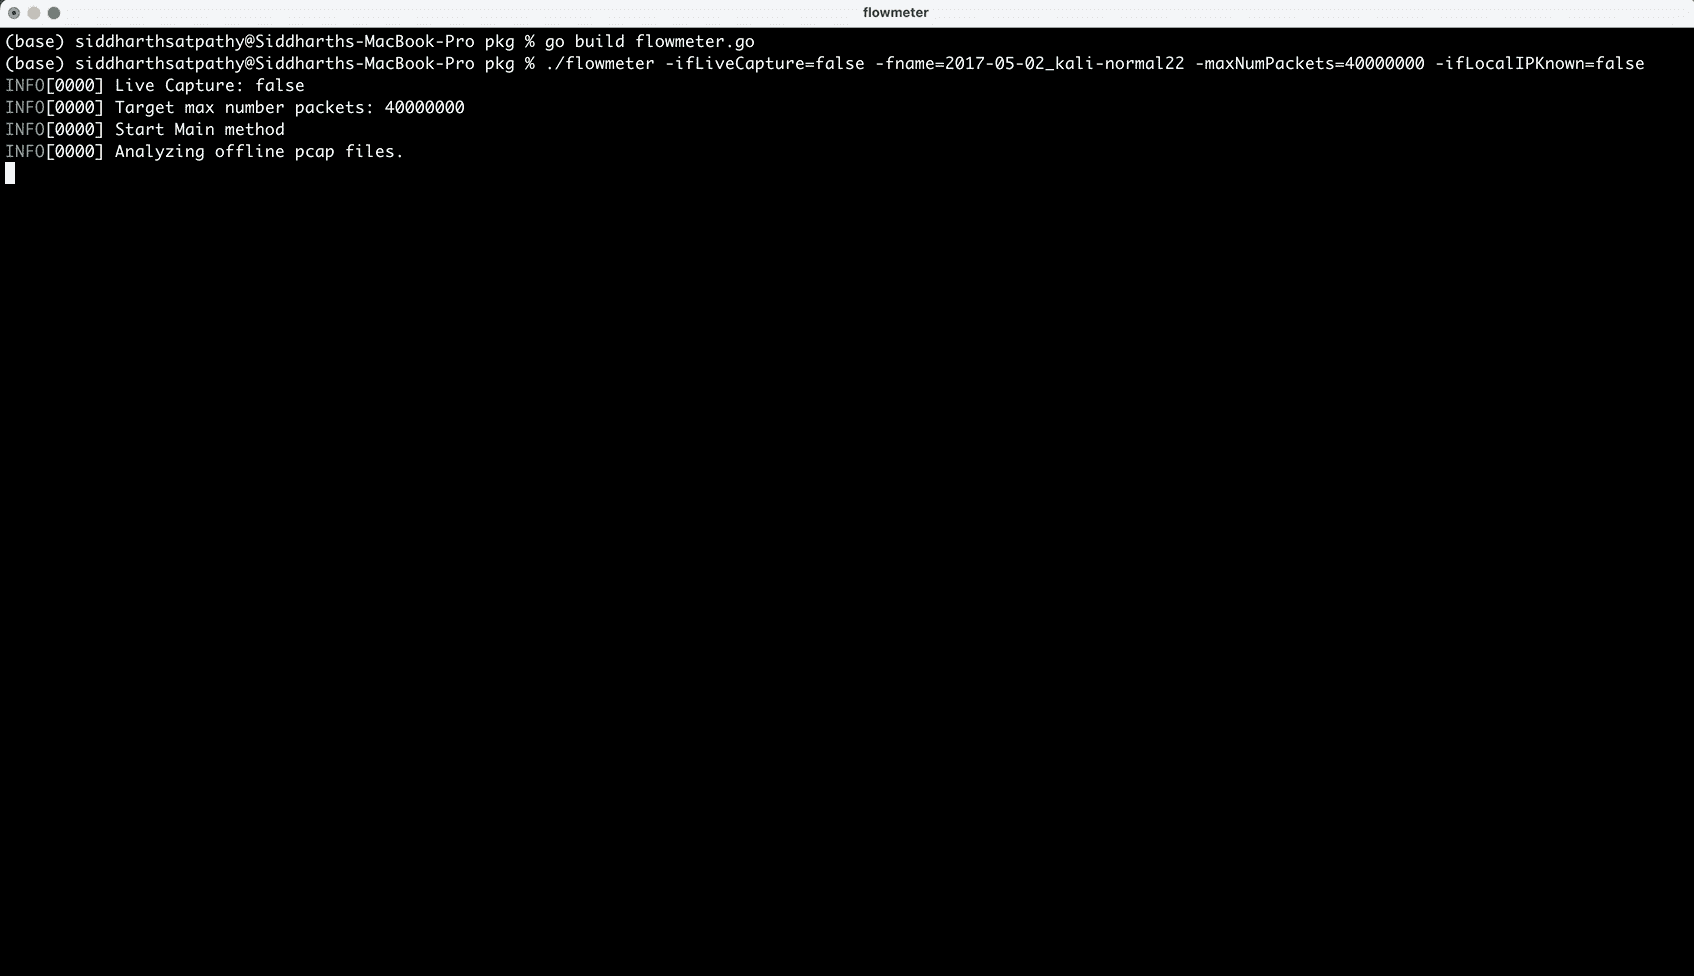 flowmeter
(base) siddharthsatpathy@Siddharths-MacBook-Pro pkg % go build flowmeter.go
(base) siddharthsatpathy@Siddharths-MacBook-Pro pkg % ./flowmeter -ifLiveCapture=false -fname=2017-05-02_kali-normal22 -maxNumPackets=40000000 -ifLocalIPKnown=false
INFO[0000] Live Capture: false
INFO[0000] Target max number packets: 40000000
INFO[0000] Start Main method
INFO[0000] Analyzing offline pcap files.